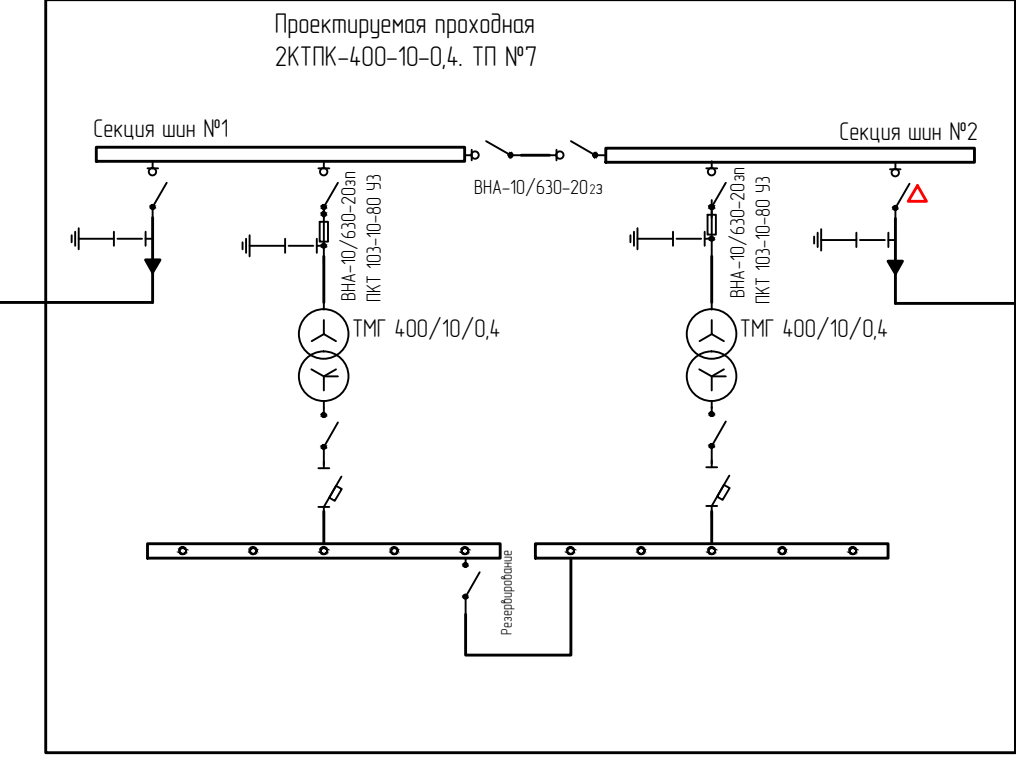 Проектируемая проходная
2КТПК-400-10-0,4. ТП №7
Секция шин №1
Секция шин №2
ВНА-10/630-202з
ВНА-10/630-20зп
ПКТ 103-10-80 У3
ВНА-10/630-20зп
ПКТ 103-10-80 У3
ТМГ 400/10/0,4
ТМГ 400/10/0,4
Резервирование